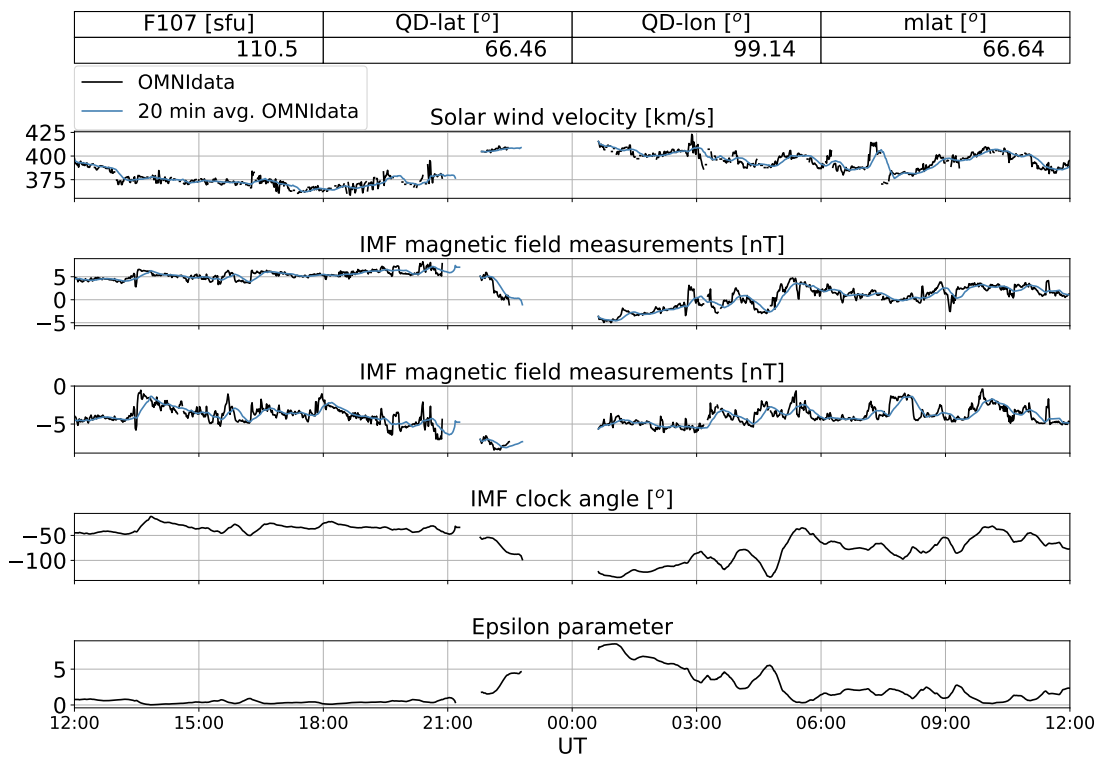 F107 [sfu] QD-lat [°] QD-lon [°] mlat [°]
110.5 66.46 99.14 66.64
OMNIdata
20 min avg. OMNIdata
Solar wind velocity [km/s]
425
400
375
IMF magnetic field measurements [nT]
5
0
−5
IMF magnetic field measurements [nT]
0
−5
IMF clock angle [°]
−50
−100
Epsilon parameter
5
0
12:00 15:00 18:00 21:00 00:00 03:00 06:00 09:00 12:00
UT